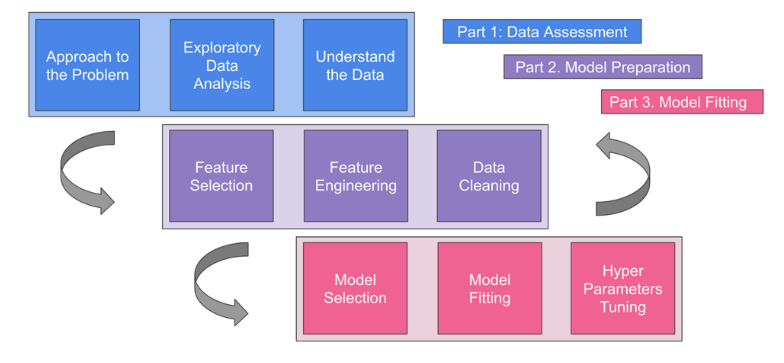 Approach to
the Problem
Exploratory
Data
Analysis
Understand
the Data
Part 1: Data Assessment
Part 2. Model Preparation
Part 3. Model Fitting
Feature
Selection
Feature
Engineering
Data
Cleaning
Model
Selection
Model
Fitting
Hyper
Parameters
Tuning